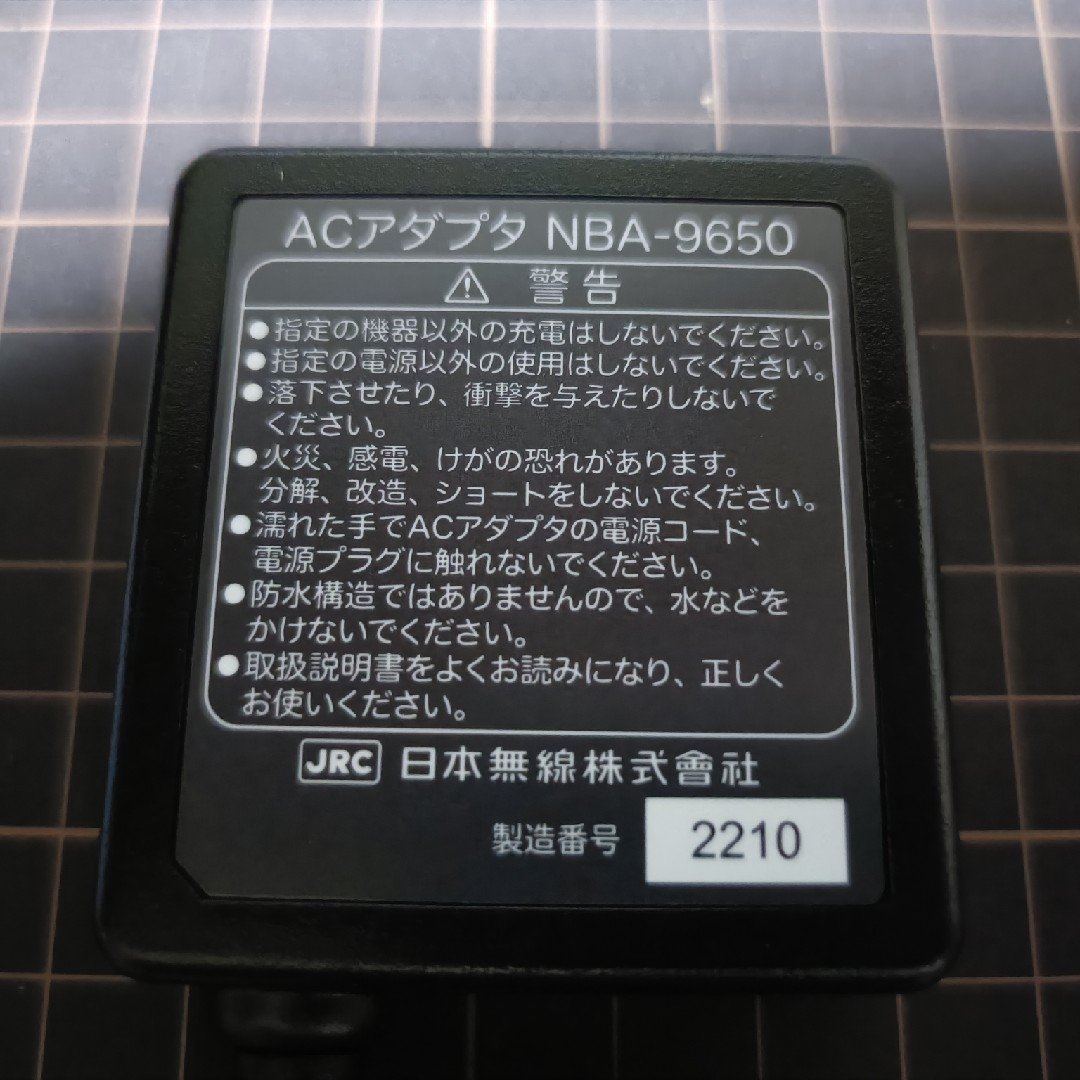 ACアダプタ NBA-9650
⚠ 警告
●指定の機器以外の充電はしないでください。
●指定の電源以外の使用はしないでください。
●落下させたり、衝撃を与えたりしないで
ください。
●火災、感電、けがの恐れがあります。
分解、改造、ショートをしないでください。
●濡れた手でACアダプタの電源コード、
電源プラグに触れないでください。
●防水構造ではありませんので、水などを
かけないでください。
●取扱説明書をよくお読みになり、正しく
お使いください。
JRC 日本無線株式會社
製造番号 2210